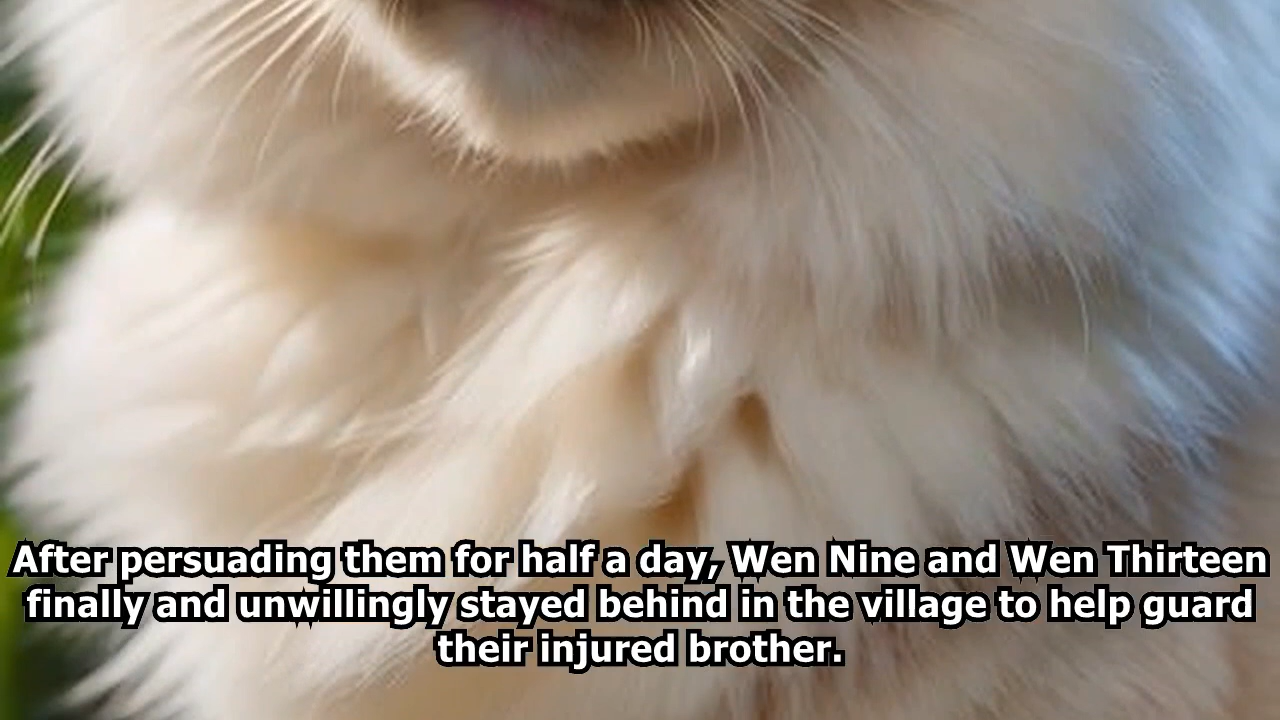 After persuading them for half a day, Wen Nine and Wen Thirteen
finally and unwillingly stayed behind in the village to help guard
their injured brother.